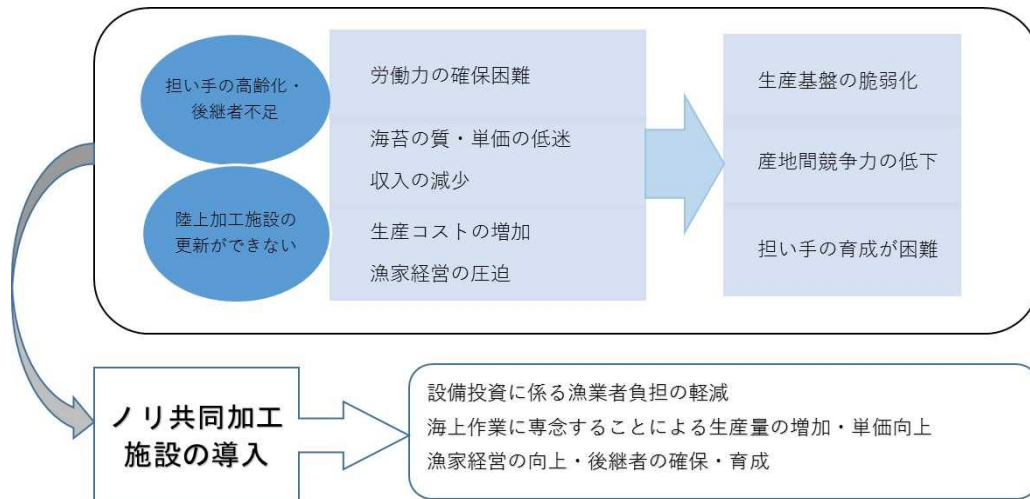 担い手の高齢化・
後継者不足
陸上加工施設の
更新ができない
労働力の確保困難
海苔の質・単価の低迷
収入の減少
生産コストの増加
漁家経営の圧迫
生産基盤の脆弱化
産地間競争力の低下
担い手の育成が困難
ノリ共同加工
施設の導入
設備投資に係る漁業者負担の軽減
海上作業に専念することによる生産量の増加・単価向上
漁家経営の向上・後継者の確保・育成